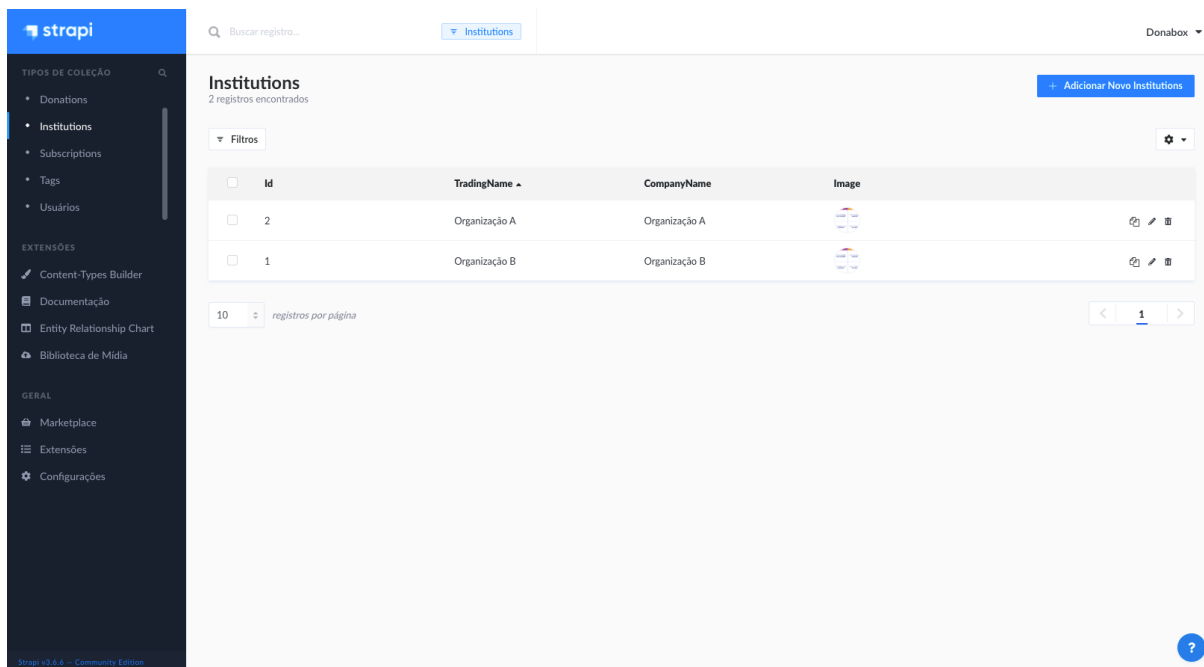 strapi
Buscar registro...
Institutions
Donabox
TIPOS DE COLEÇÃO
Donations
Institutions
Subscriptions
Tags
Usuários
EXTENSÕES
Content-Types Builder
Documentação
Entity Relationship Chart
Biblioteca de Mídia
GERAL
Marketplace
Extensões
Configurações
Strapi v3.6.6 — Community Edition
Institutions
2 registros encontrados
+ Adicionar Novo Institutions
Filtros
Id TradingName CompanyName Image
2 Organização A Organização A
1 Organização B Organização B
10 registros por página
< 1 >
?